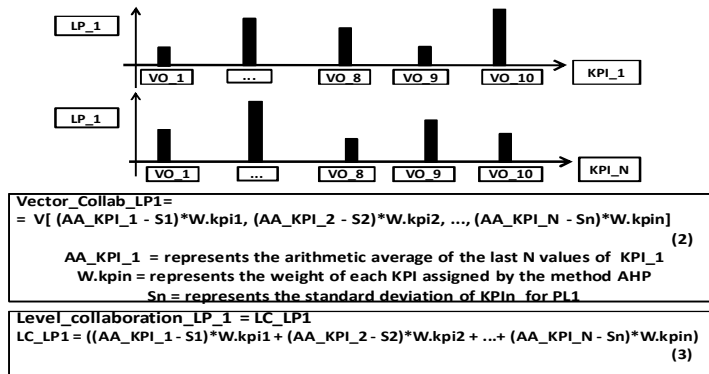 LP_1
VO_1 ... VO_8 VO_9 VO_10 KPI_1
LP_1
VO_1 ... VO_8 VO_9 VO_10 KPI_N
Vector_Collab_LP1=
= V[ (AA_KPI_1 - S1)*W.kpi1, (AA_KPI_2 - S2)*W.kpi2, ..., (AA_KPI_N - Sn)*W.kpin]
(2)
AA_KPI_1 = represents the arithmetic average of the last N values of KPI_1
W.kpin = represents the weight of each KPI assigned by the method AHP
Sn = represents the standard deviation of KPIn for PL1
Level_collaboration_LP_1 = LC_LP1
LC_LP1 = ((AA_KPI_1 - S1)*W.kpi1 + (AA_KPI_2 - S2)*W.kpi2 + ...+ (AA_KPI_N - Sn)*W.kpin)
(3)